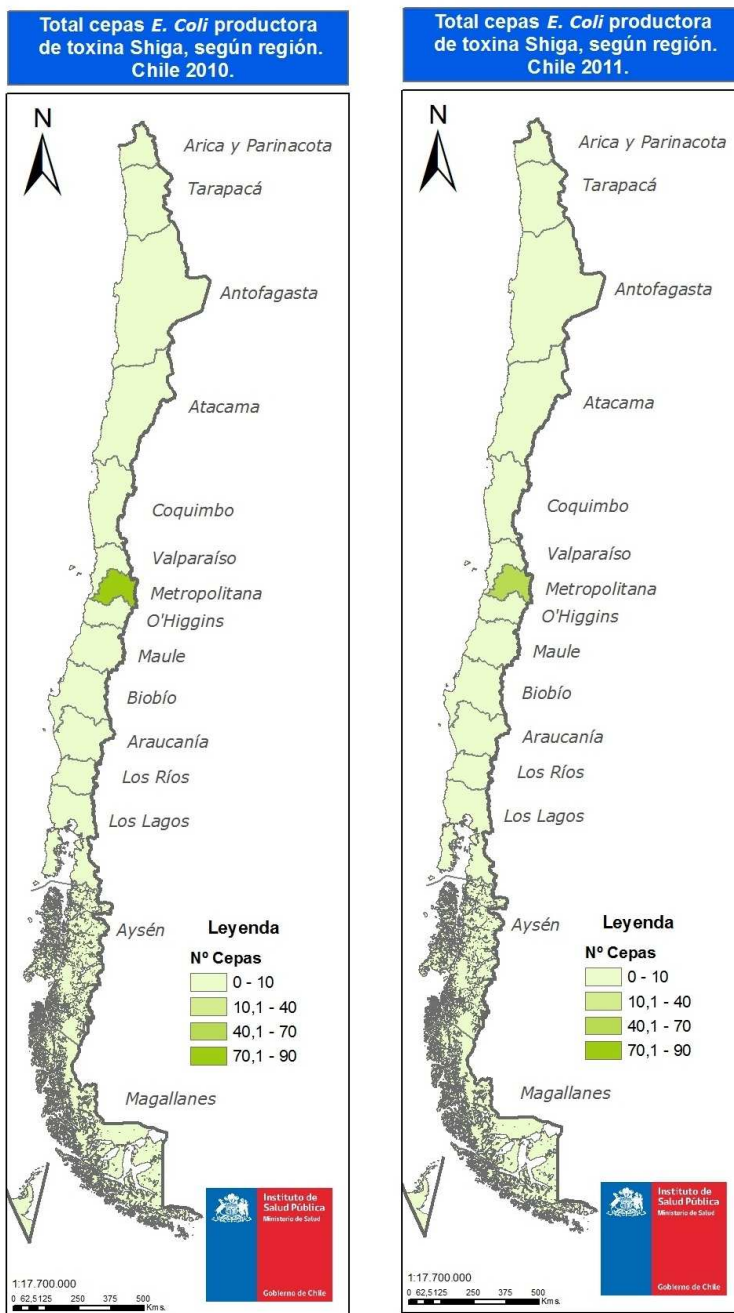 Total cepas E. Coli productora
de toxina Shiga, según región.
Chile 2010.
N
Arica y Parinacota
Tarapacá
Antofagasta
Atacama
Coquimbo
Valparaíso
Metropolitana
O'Higgins
Maule
Biobío
Araucanía
Los Ríos
Los Lagos
Aysén
Leyenda
Nº Cepas
0 - 10
10,1 - 40
40,1 - 70
70,1 - 90
Magallanes
Instituto de
Salud Pública
Ministerio de Salud
Gobierno de Chile
1:17.700.000
0 62,5125 250 375 500
Kms.
Total cepas E. Coli productora
de toxina Shiga, según región.
Chile 2011.
N
Arica y Parinacota
Tarapacá
Antofagasta
Atacama
Coquimbo
Valparaíso
Metropolitana
O'Higgins
Maule
Biobío
Araucanía
Los Ríos
Los Lagos
Aysén
Leyenda
Nº Cepas
0 - 10
10,1 - 40
40,1 - 70
70,1 - 90
Magallanes
Instituto de
Salud Pública
Ministerio de Salud
Gobierno de Chile
1:17.700.000
0 62,5125 250 375 500
Kms.